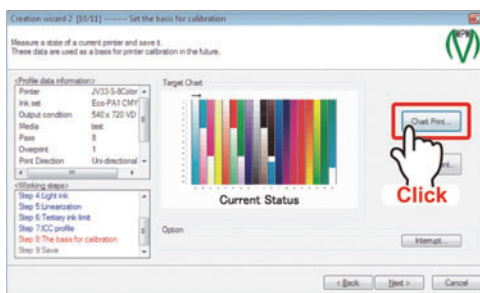 Creation wizard 2 [10/11] ------- Set the basis for calibration
Measure a state of a current printer and save it.
These data are used as a basis for printer calibration in the future.
MPM
<Profile data information>
Printer JV33-S-8Color
Ink set Eco-PA1 CMY
Output condition 540 x 720 VD
Media test
Pass 8
Overprint 1
Print Direction Uni-directional
<Working steps>
Step 4:Light ink
Step 5:Linearization
Step 6:Tertiary ink limit
Step 7:ICC profile
Step 8:The basis for calibration
Step 9:Save
Target Chart
Current Status
Chart Print...
Click
Option
Interrupt...
< Back
Next >
Cancel